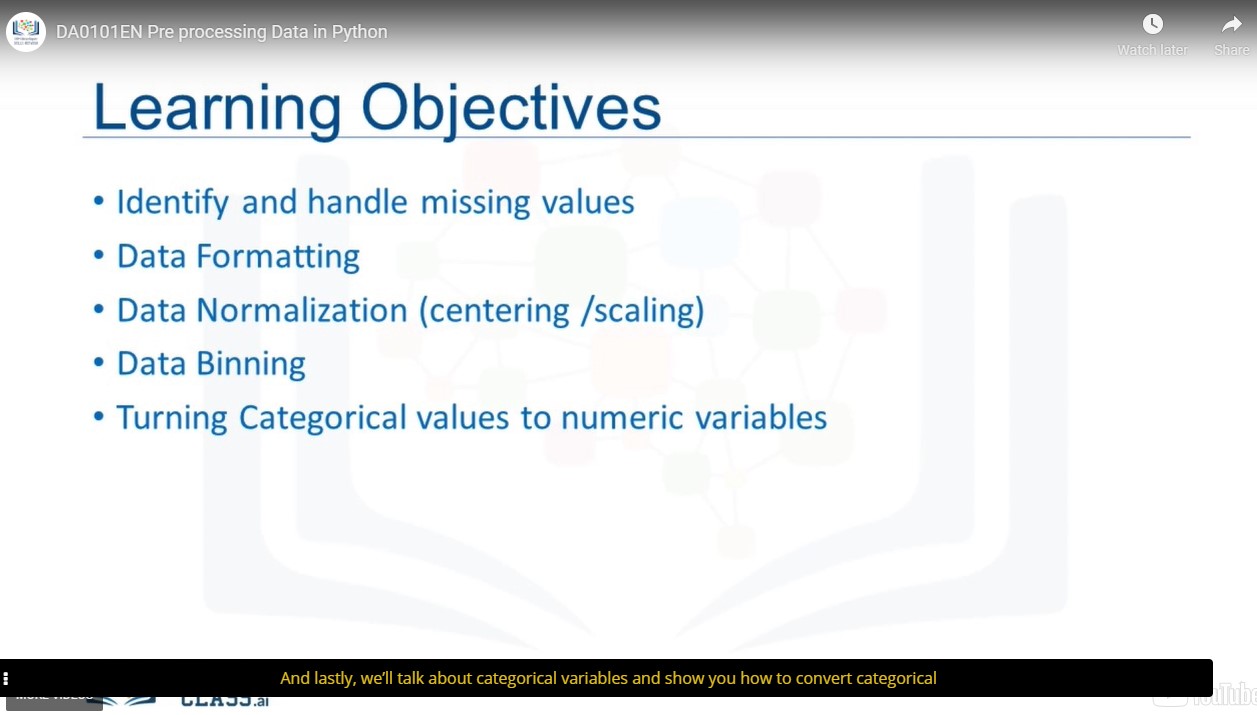 DA0101EN Pre processing Data in Python
Watch later
Share
Learning Objectives
• Identify and handle missing values
• Data Formatting
• Data Normalization (centering /scaling)
• Data Binning
• Turning Categorical values to numeric variables
And lastly, we'll talk about categorical variables and show you how to convert categorical
MORE VIDEOS
CLASS.ai
YouTube